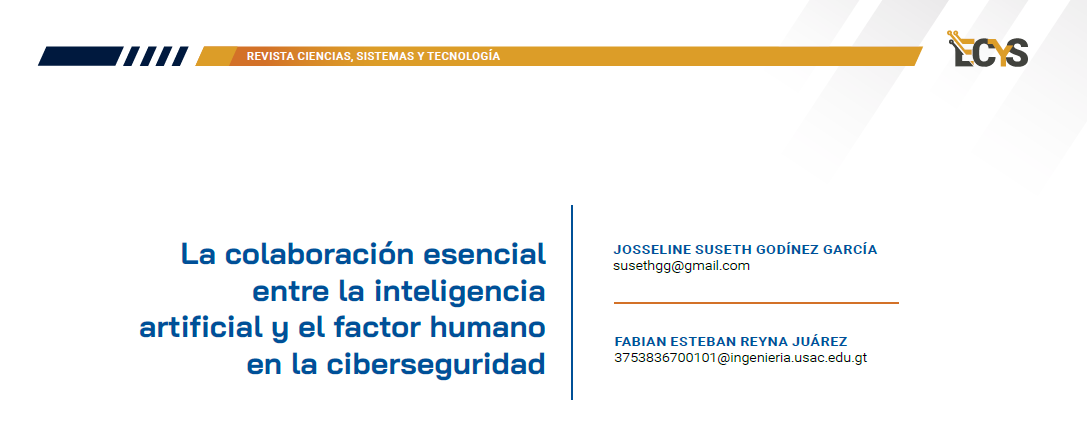 REVISTA CIENCIAS, SISTEMAS Y TECNOLOGÍA
ECYS
La colaboración esencial
entre la inteligencia
artificial y el factor humano
en la ciberseguridad
JOSSELINE SUSETH GODÍNEZ GARCÍA
susethgg@gmail.com
FABIAN ESTEBAN REYNA JUÁREZ
3753836700101@ingenieria.usac.edu.gt